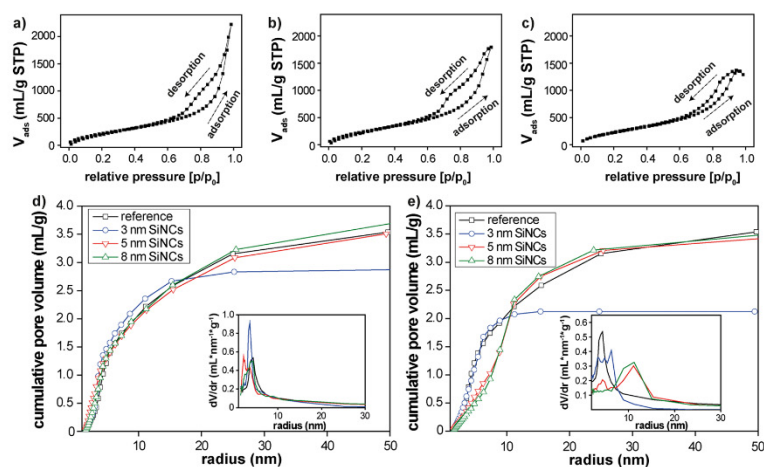 a)
V_ads (mL/g STP)
2000
1500
1000
500
0
desorption
adsorption
0.0 0.2 0.4 0.6 0.8 1.0
relative pressure [p/p₀]
b)
V_ads (mL/g STP)
2000
1500
1000
500
0
desorption
adsorption
0.0 0.2 0.4 0.6 0.8 1.0
relative pressure [p/p₀]
c)
V_ads (mL/g STP)
2000
1500
1000
500
0
desorption
adsorption
0.0 0.2 0.4 0.6 0.8 1.0
relative pressure [p/p₀]
d)
cumulative pore volume (mL/g)
4.0
3.5
3.0
2.5
2.0
1.5
1.0
0.5
0
reference
3 nm SiNCs
5 nm SiNCs
8 nm SiNCs
dV/dr (mL*nm⁻¹*g⁻¹)
1.0
0.8
0.6
0.4
0.2
0.0
10 20 30
radius (nm)
0 10 20 30 40 50
radius (nm)
e)
cumulative pore volume (mL/g)
4.0
3.5
3.0
2.5
2.0
1.5
1.0
0.5
0
reference
3 nm SiNCs
5 nm SiNCs
8 nm SiNCs
dV/dr (mL*nm⁻¹*g⁻¹)
0.6
0.5
0.4
0.3
0.2
0.1
10 20 30
radius (nm)
0 10 20 30 40 50
radius (nm)